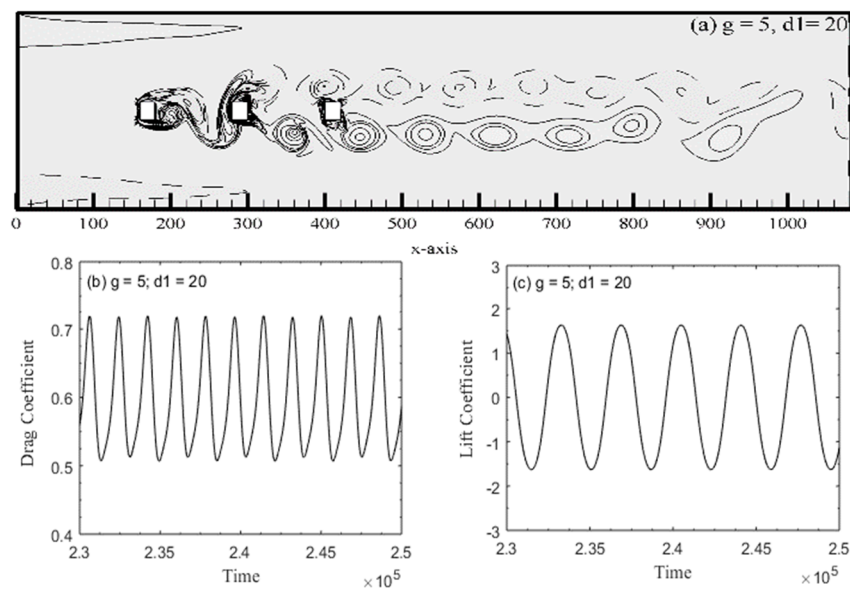 (a) g = 5, d1= 20
0 100 200 300 400 500 600 700 800 900 1000
x-axis
(b) g = 5; d1 = 20
Drag Coefficient
0.8
0.7
0.6
0.5
0.4
2.3 2.35 2.4 2.45 2.5
×10⁵
Time
(c) g = 5; d1 = 20
Lift Coefficient
3
2
1
0
-1
-2
-3
2.3 2.35 2.4 2.45 2.5
×10⁵
Time